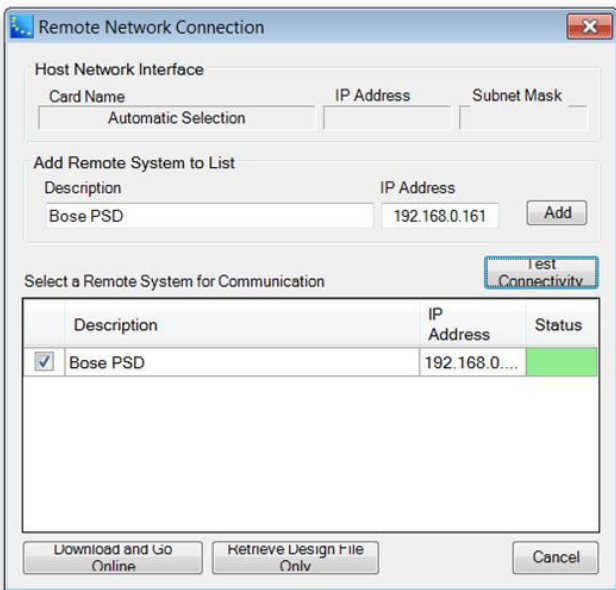 Remote Network Connection
Host Network Interface
Card Name IP Address Subnet Mask
Automatic Selection
Add Remote System to List
Description IP Address
Bose PSD 192.168.0.161 Add
Test
Select a Remote System for Communication Connectivity
Description IP Address Status
Bose PSD 192.168.0....
Download and Go Online Retrieve Design File Only Cancel